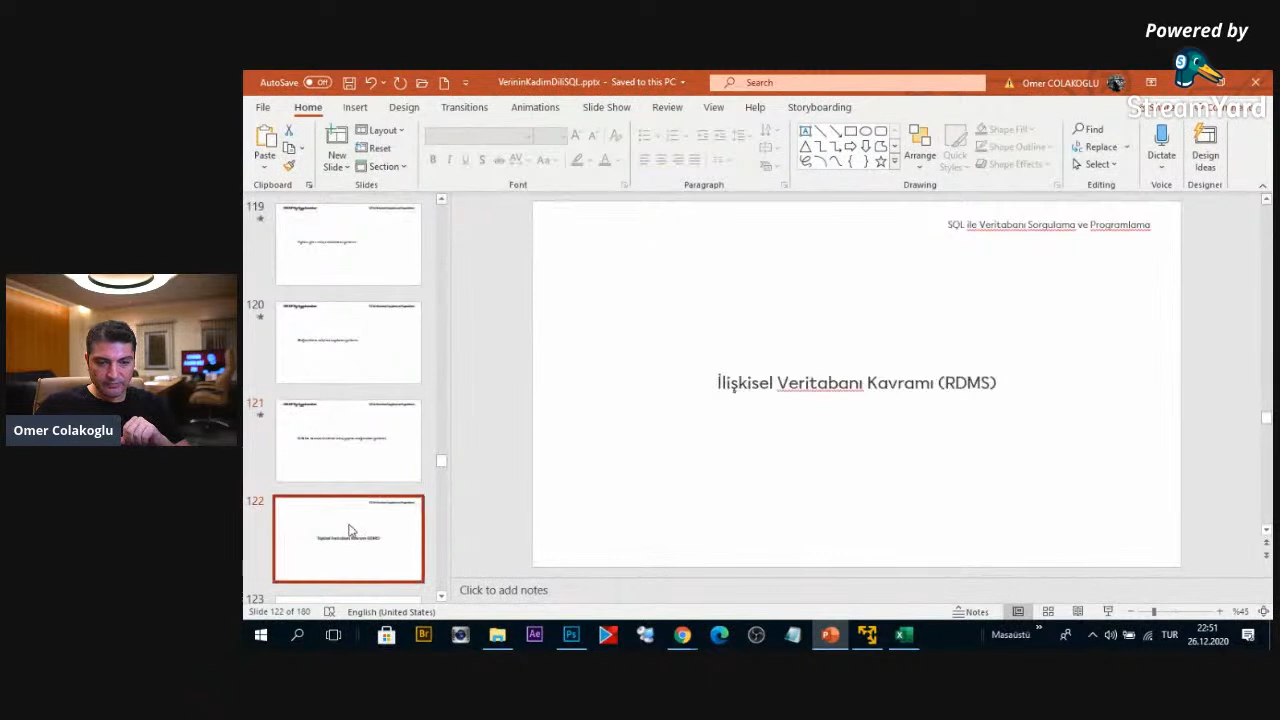 Powered by
StreamYard
AutoSave Off VerininKadimDiliSQL.pptx - Saved to this PC Search Omer COLAKOGLU
File Home Insert Design Transitions Animations Slide Show Review View Help Storyboarding
Paste
New
Slide
Layout
Reset
Section
Arrange
Quick
Styles
Shape Fill
Shape Outline
Shape Effects
Find
Replace
Select
Dictate
Design
Ideas
Clipboard Slides Font Paragraph Drawing Editing Voice Designer
119
120
121
122
123
SQL ile Veritabanı Sorgulama ve Programlama
İlişkisel Veritabanı Kavramı (RDMS)
Omer Colakoglu
Click to add notes
Slide 122 of 180 English (United States) Notes %45
Masaüstü TUR 22:51
26.12.2020